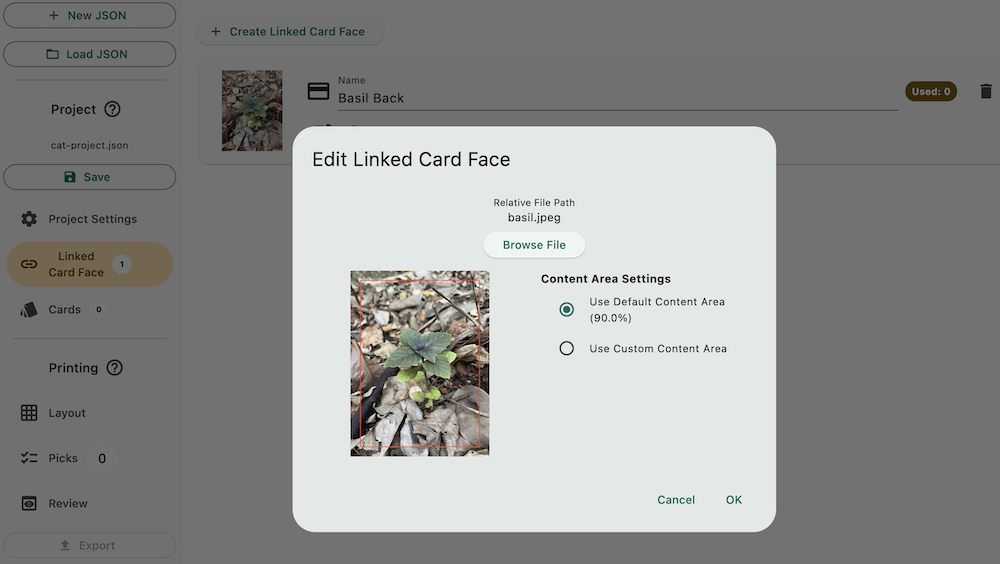 New JSON
Load JSON
Project
cat-project.json
Save
Project Settings
Linked
Card Face
1
Cards
0
Printing
Layout
Picks
0
Review
Export
Create Linked Card Face
Name
Basil Back
Used: 0
Edit Linked Card Face
Relative File Path
basil.jpeg
Browse File
Content Area Settings
Use Default Content Area
(90.0%)
Use Custom Content Area
Cancel
OK